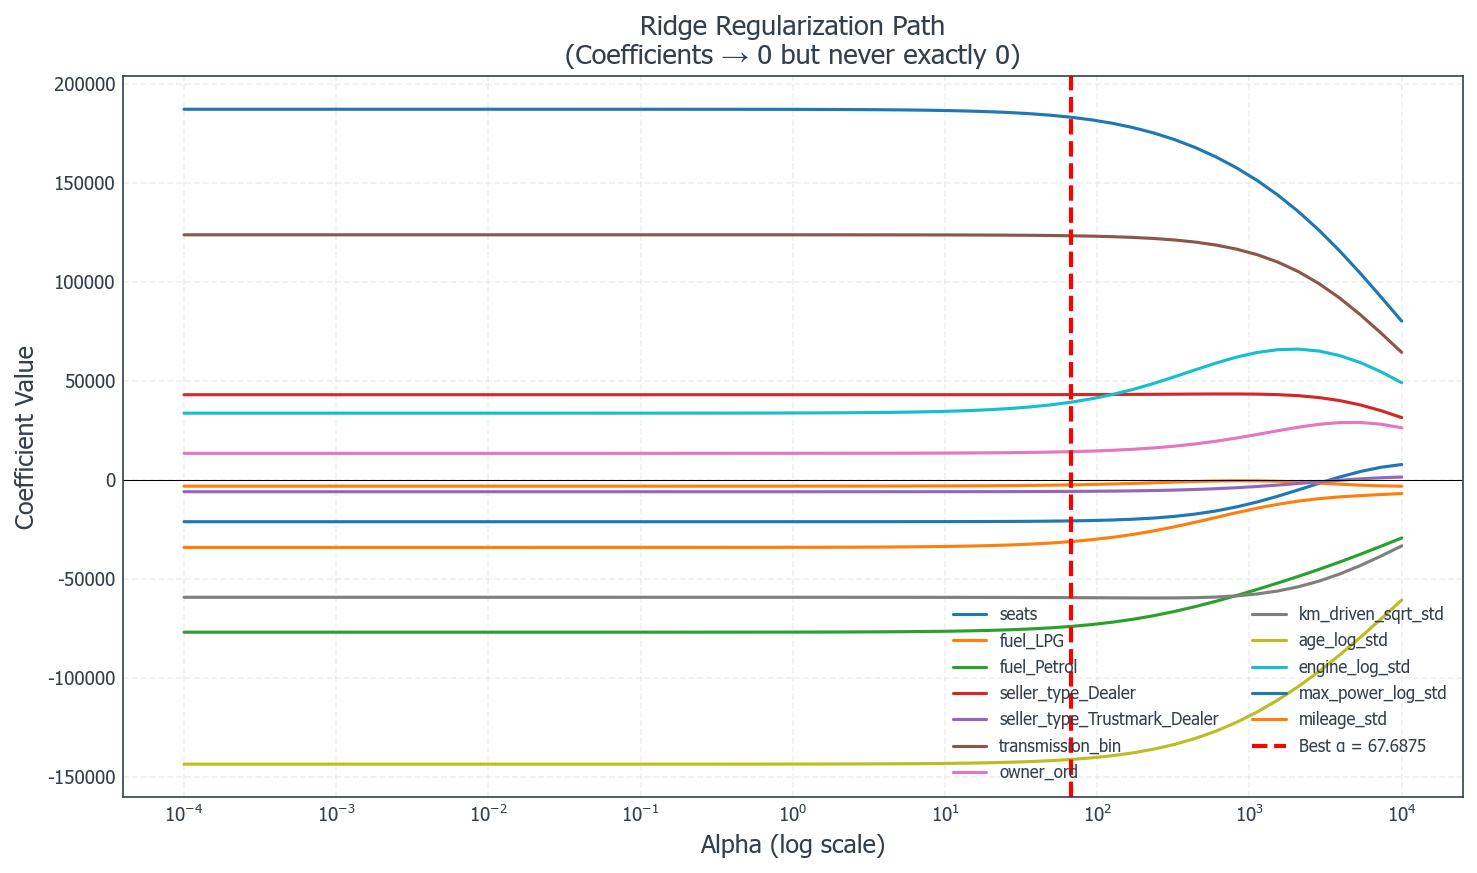 Ridge Regularization Path
(Coefficients → 0 but never exactly 0)
Coefficient Value
200000
150000
100000
50000
0
-50000
-100000
-150000
seats
fuel_LPG
fuel_Petrol
seller_type_Dealer
seller_type_Trustmark_Dealer
transmission_bin
owner_ord
km_driven_sqrt_std
age_log_std
engine_log_std
max_power_log_std
mileage_std
Best α = 67.6875
10⁻⁴ 10⁻³ 10⁻² 10⁻¹ 10⁰ 10¹ 10² 10³ 10⁴
Alpha (log scale)